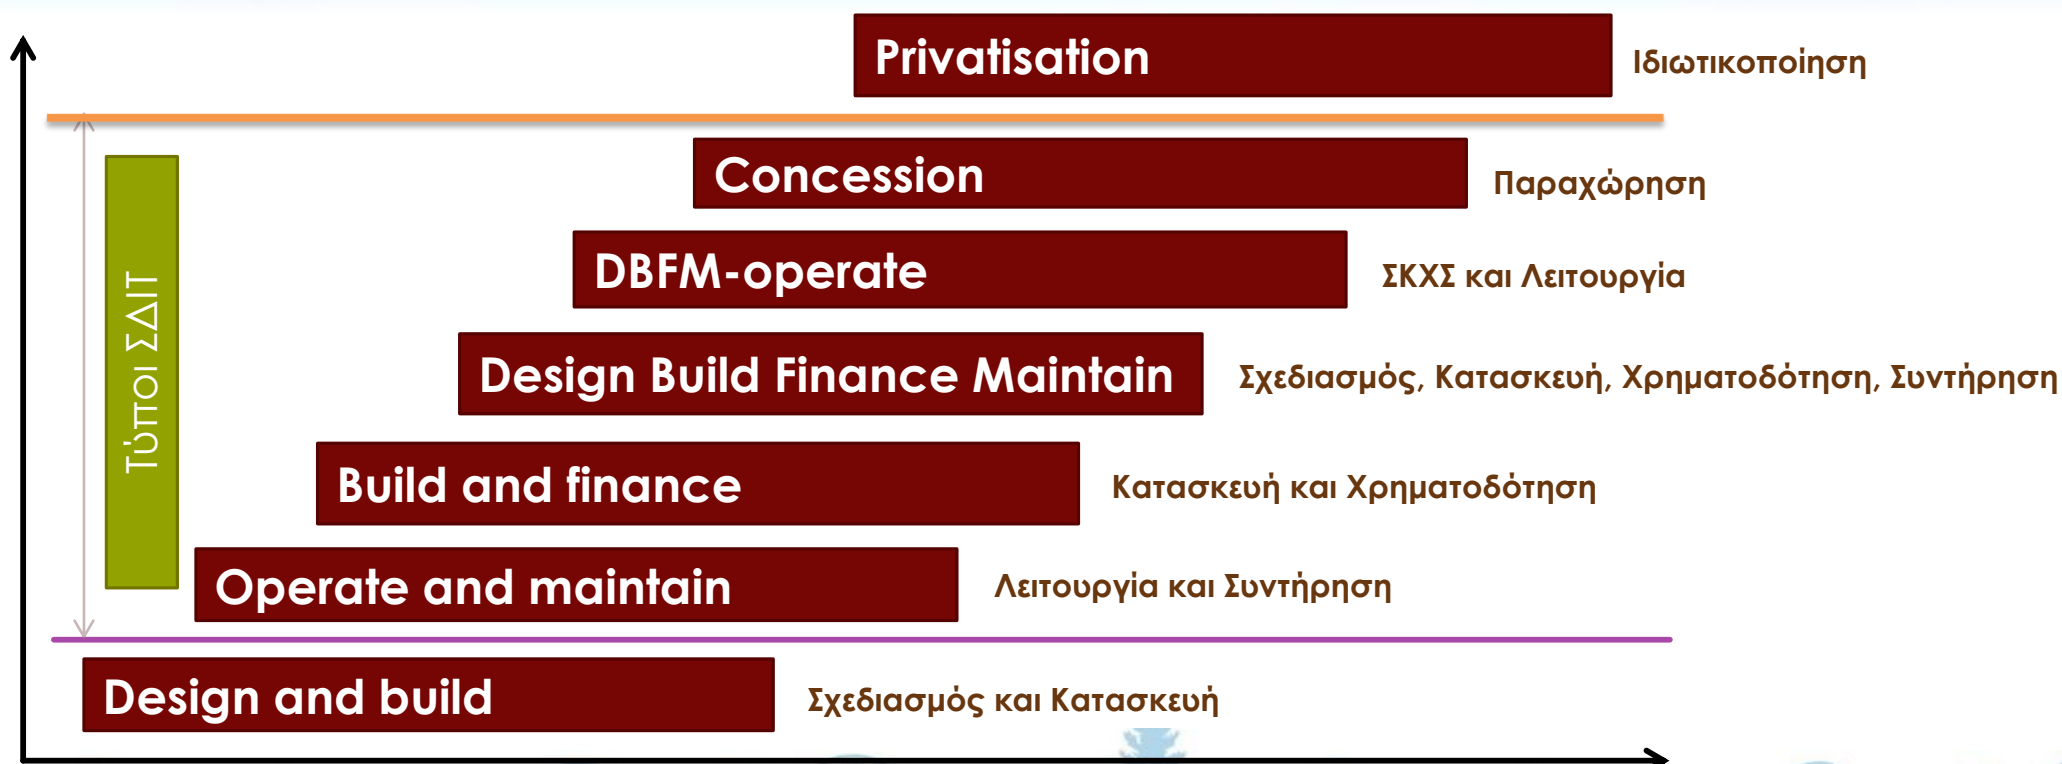 Privatisation
Ιδιωτικοποίηση
Concession
Παραχώρηση
DBFM-operate
ΣΚΧΣ και Λειτουργία
Τύποι ΣΔΙΤ
Design Build Finance Maintain
Σχεδιασμός, Κατασκευή, Χρηματοδότηση, Συντήρηση
Build and finance
Κατασκευή και Χρηματοδότηση
Operate and maintain
Λειτουργία και Συντήρηση
Design and build
Σχεδιασμός και Κατασκευή